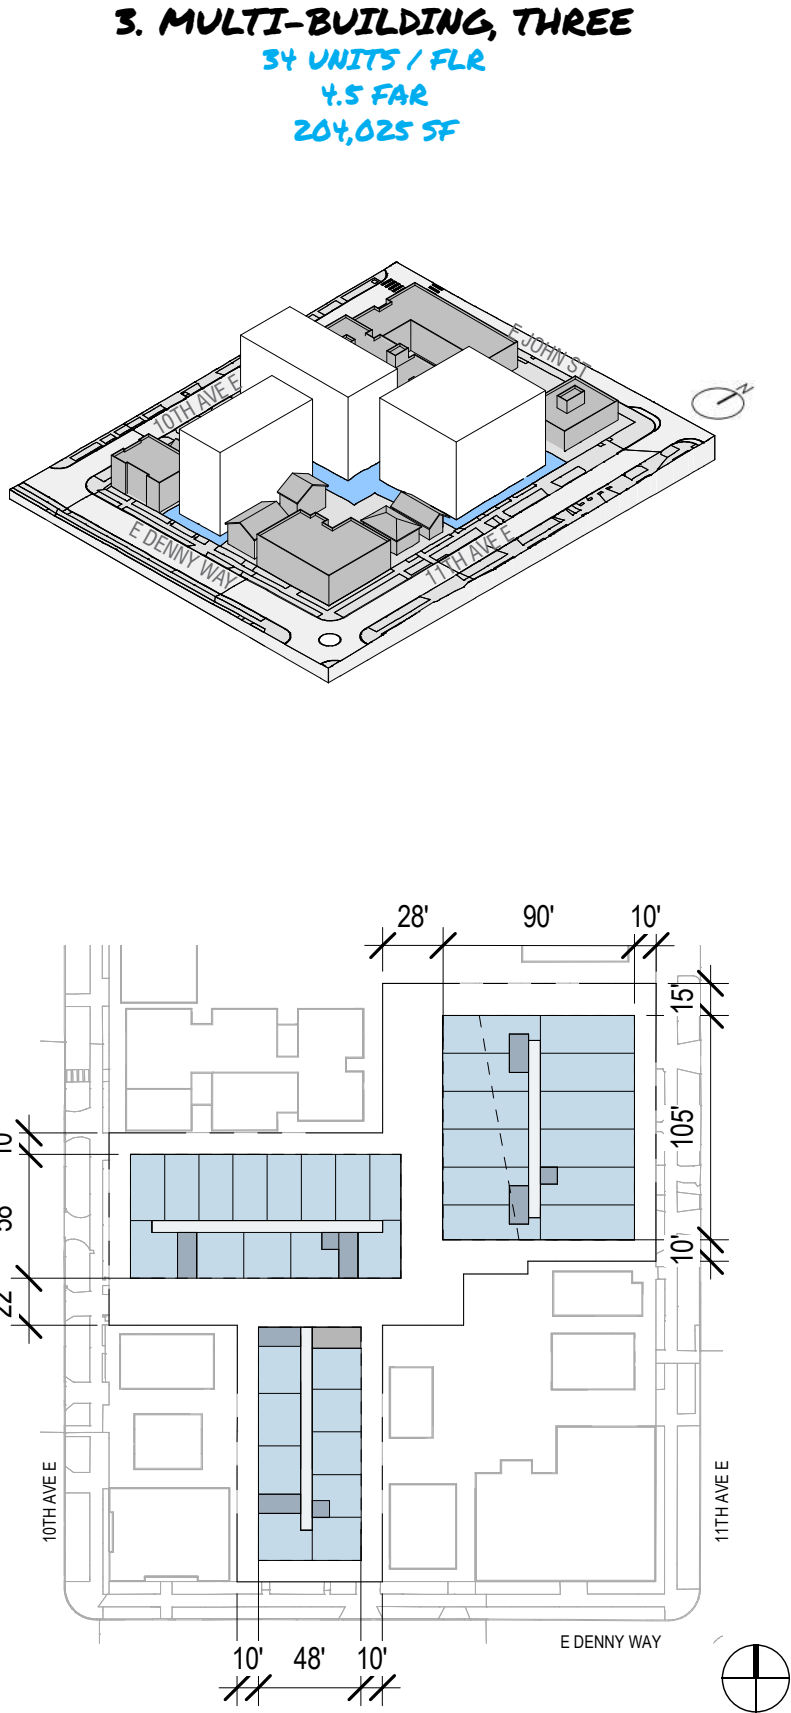 3. MULTI-BUILDING, THREE
34 UNITS / FLR
4.5 FAR
204,025 SF
E JOHN ST
10TH AVE E
N
E DENNY WAY
11TH AVE E
28' 90' 10'
15'
105'
10'
22'
10TH AVE E
11TH AVE E
10' 48' 10'
E DENNY WAY